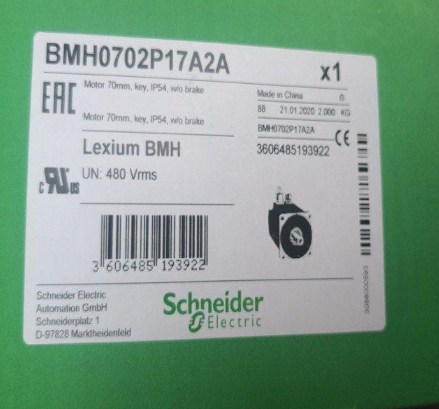 BMH0702P17A2A
x1
EAC
Motor 70mm, key, IP54, w/o brake
Motor 70mm, key, IP54, w/o brake
Made in China
88 21.01.2020 2.000 KG
BMH0702P17A2A
CE
3606485193922
Lexium BMH
UN: 480 Vrms
c RU us
3 606485 193922
Schneider Electric
Automation GmbH
Schneiderplatz 1
D-97828 Marktheidenfeld
Schneider
Electric